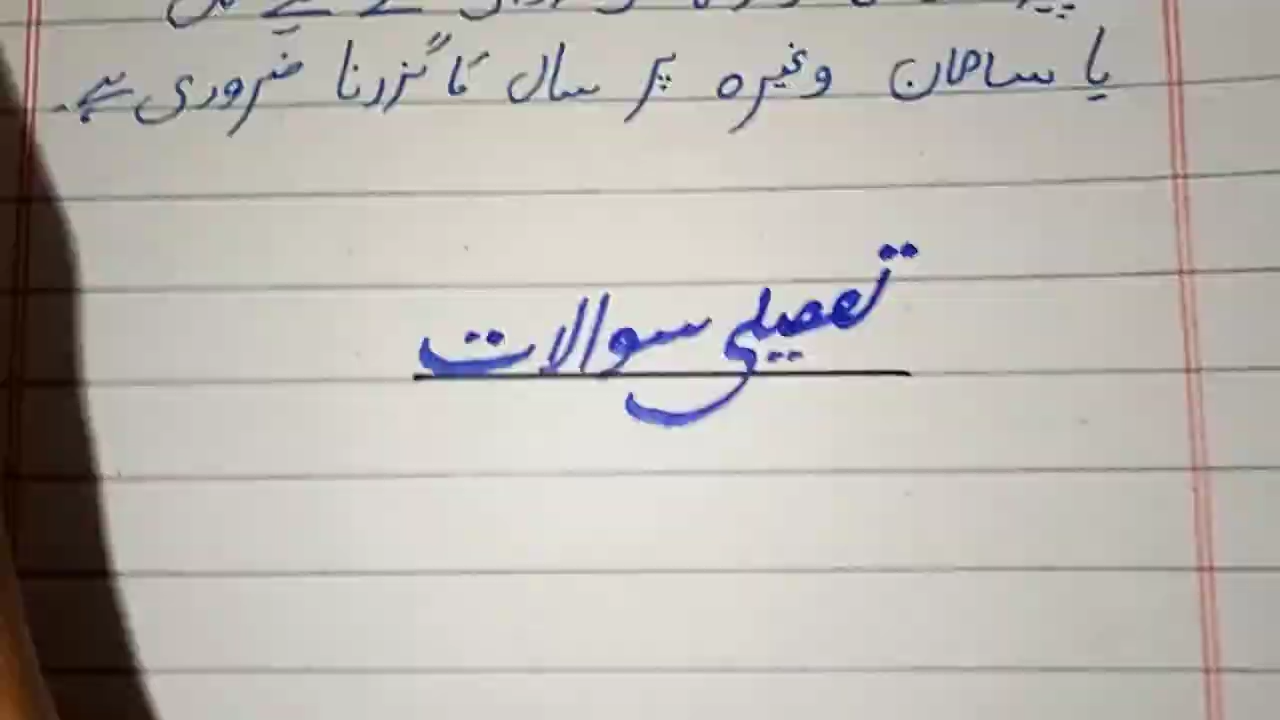 یا سامان وغیرہ پر سال کا گزرنا ضروری ہے۔
تفصیلی سوالات